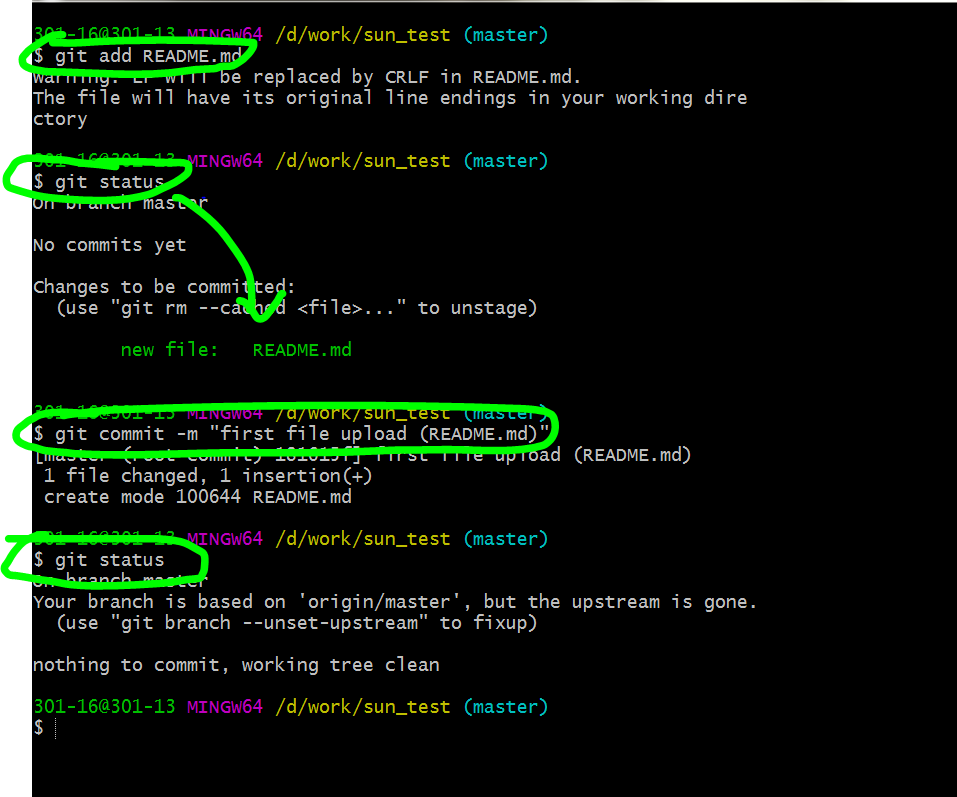 301-16@301-13 MINGW64 /d/work/sun_test (master)
$ git add README.md
warning: LF will be replaced by CRLF in README.md.
The file will have its original line endings in your working dire
ctory
301-16@301-13 MINGW64 /d/work/sun_test (master)
$ git status
On branch master
No commits yet
Changes to be committed:
(use "git rm --cached <file>..." to unstage)
new file: README.md
301-16@301-13 MINGW64 /d/work/sun_test (master)
$ git commit -m "first file upload (README.md)"
[master (root-commit) first file upload (README.md)
1 file changed, 1 insertion(+)
create mode 100644 README.md
301-16@301-13 MINGW64 /d/work/sun_test (master)
$ git status
On branch master
Your branch is based on 'origin/master', but the upstream is gone.
(use "git branch --unset-upstream" to fixup)
nothing to commit, working tree clean
301-16@301-13 MINGW64 /d/work/sun_test (master)
$